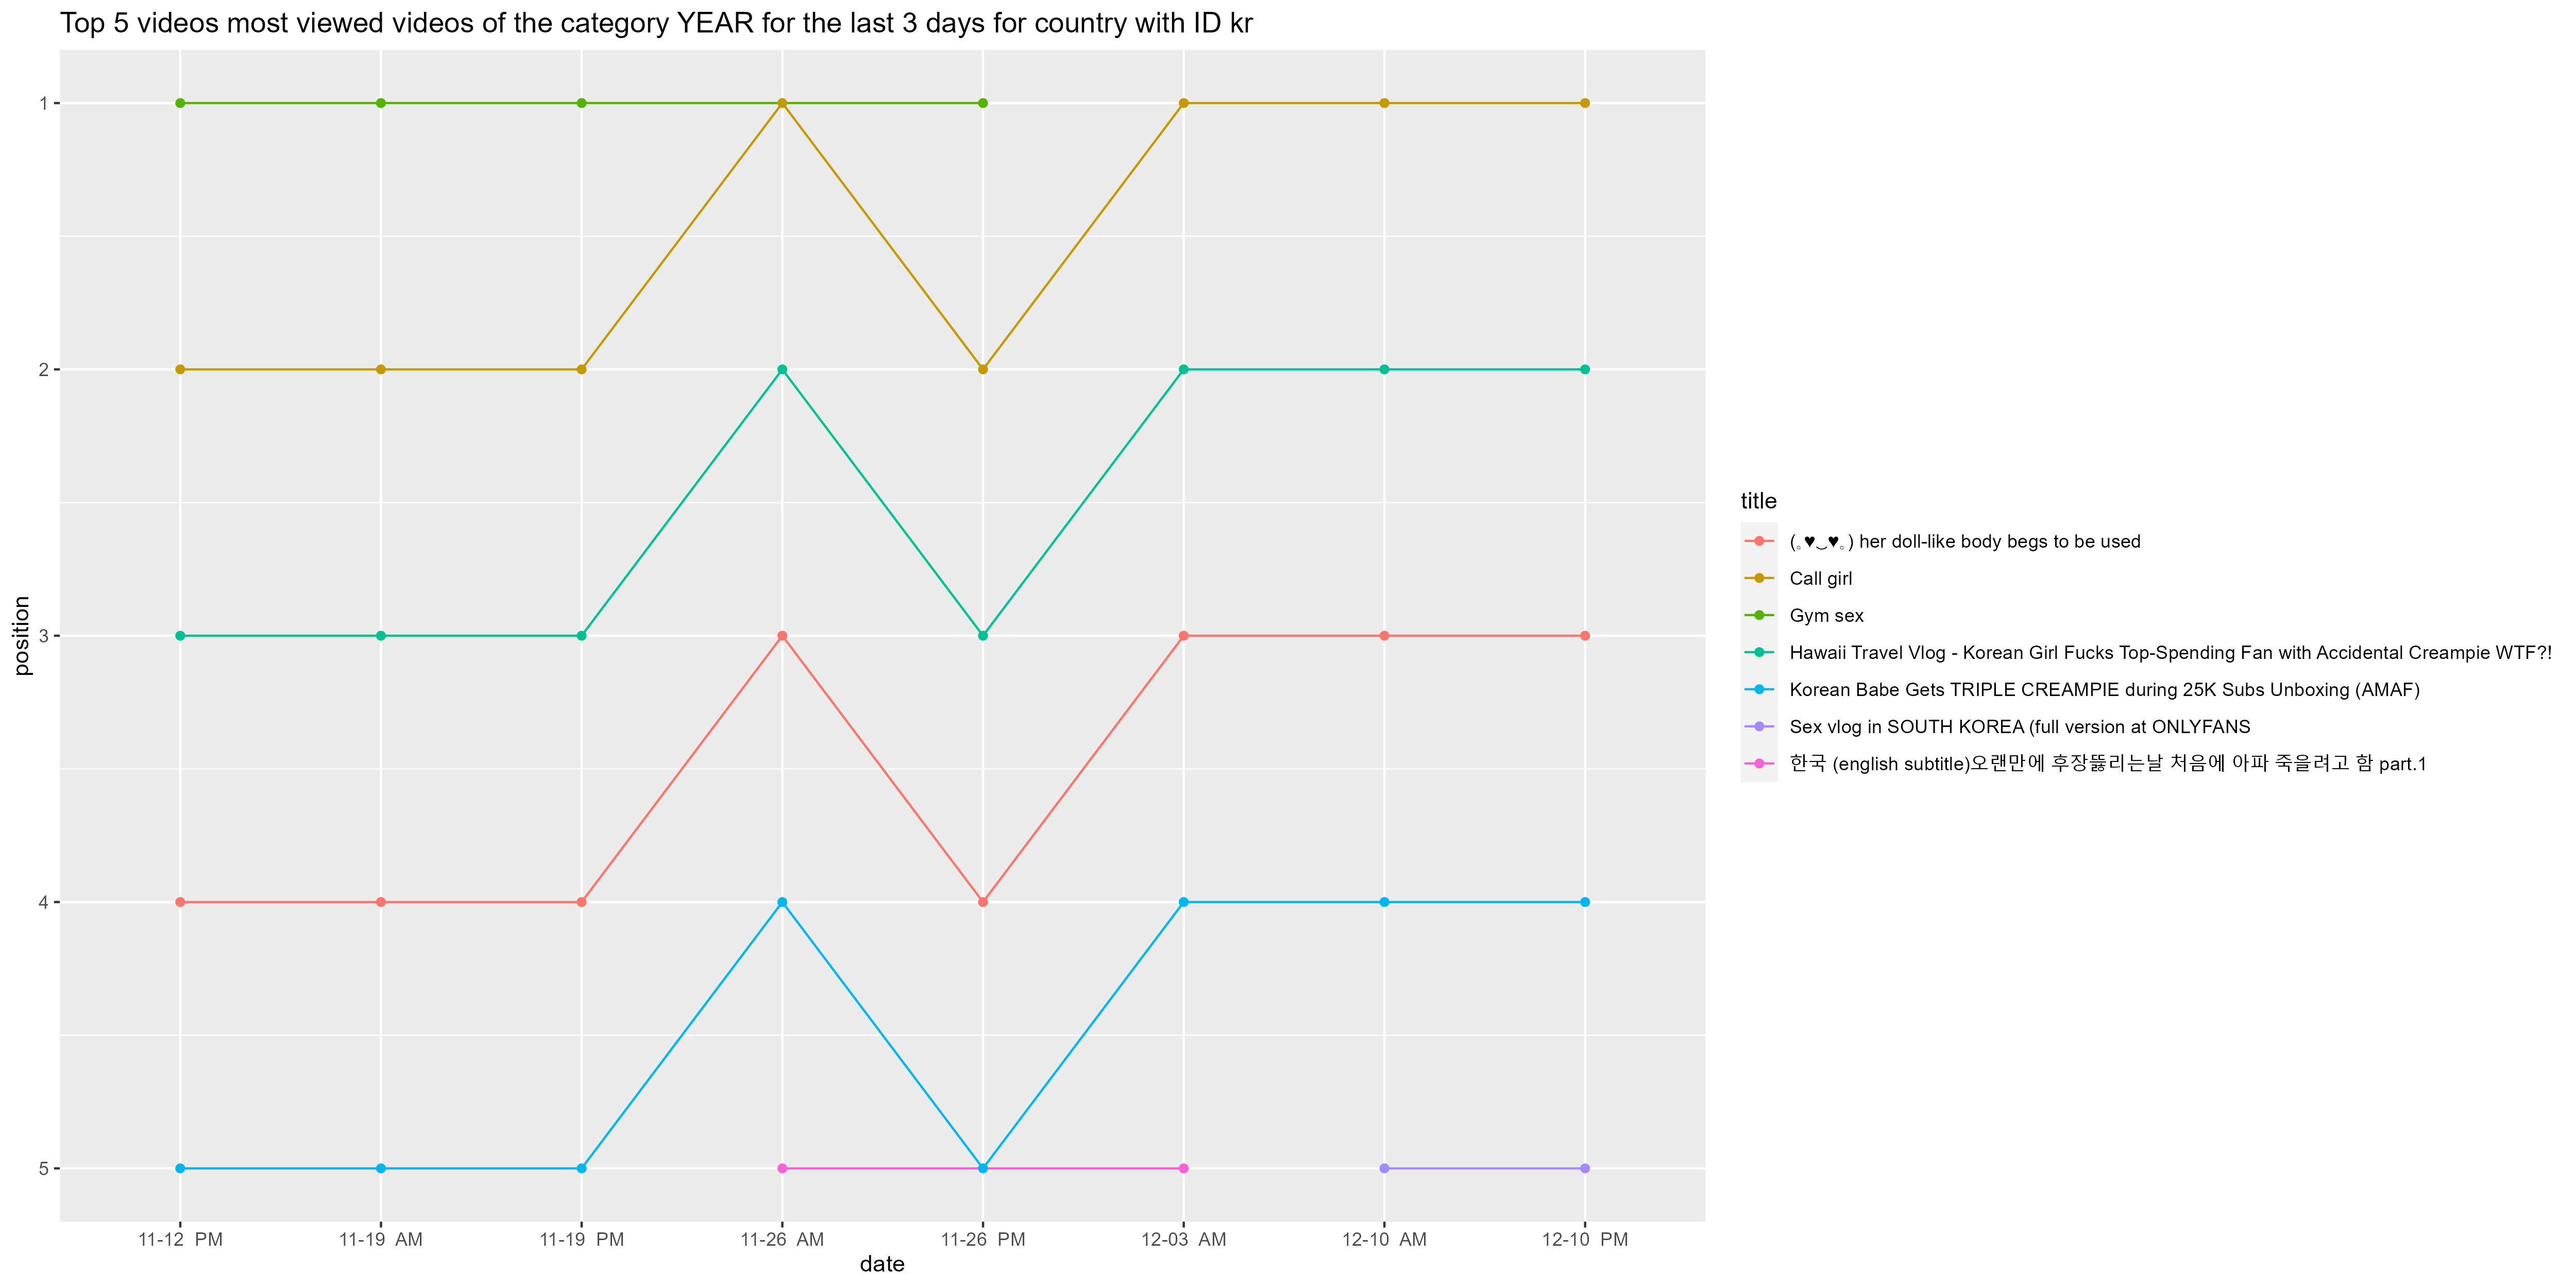 Top 5 videos most viewed videos of the category YEAR for the last 3 days for country with ID kr
position
1
2
3
4
5
11-12 PM
11-19 AM
11-19 PM
11-26 AM
11-26 PM
12-03 AM
12-10 AM
12-10 PM
date
title
(｡♥‿♥｡) her doll-like body begs to be used
Call girl
Gym sex
Hawaii Travel Vlog - Korean Girl Fucks Top-Spending Fan with Accidental Creampie WTF?!
Korean Babe Gets TRIPLE CREAMPIE during 25K Subs Unboxing (AMAF)
Sex vlog in SOUTH KOREA (full version at ONLYFANS
한국 (english subtitle)오랜만에 후장뚫리는날 처음에 아파 죽을려고 함 part.1